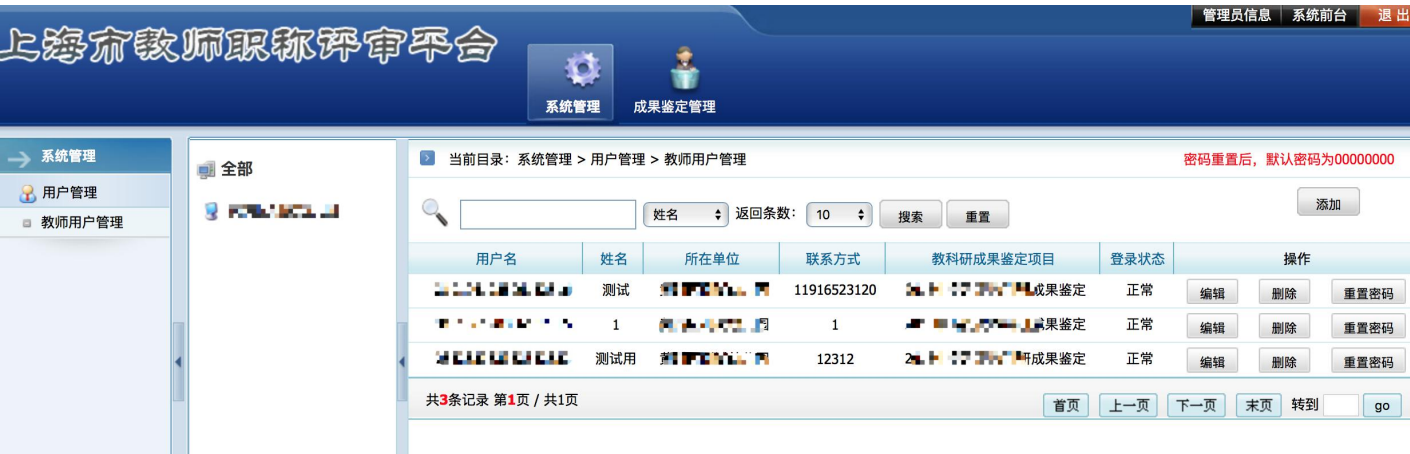 管理员信息 系统前台 退出
上海市教师职称评审平台
系统管理 成果鉴定管理
系统管理
用户管理
教师用户管理
全部
当前目录：系统管理 > 用户管理 > 教师用户管理 密码重置后，默认密码为00000000
姓名 返回条数： 10 搜索 重置 添加
用户名 姓名 所在单位 联系方式 教科研成果鉴定项目 登录状态 操作
测试 11916523120 成果鉴定 正常 编辑 删除 重置密码
1 1 果鉴定 正常 编辑 删除 重置密码
测试用 12312 研成果鉴定 正常 编辑 删除 重置密码
共3条记录 第1页 / 共1页 首页 上一页 下一页 末页 转到 go